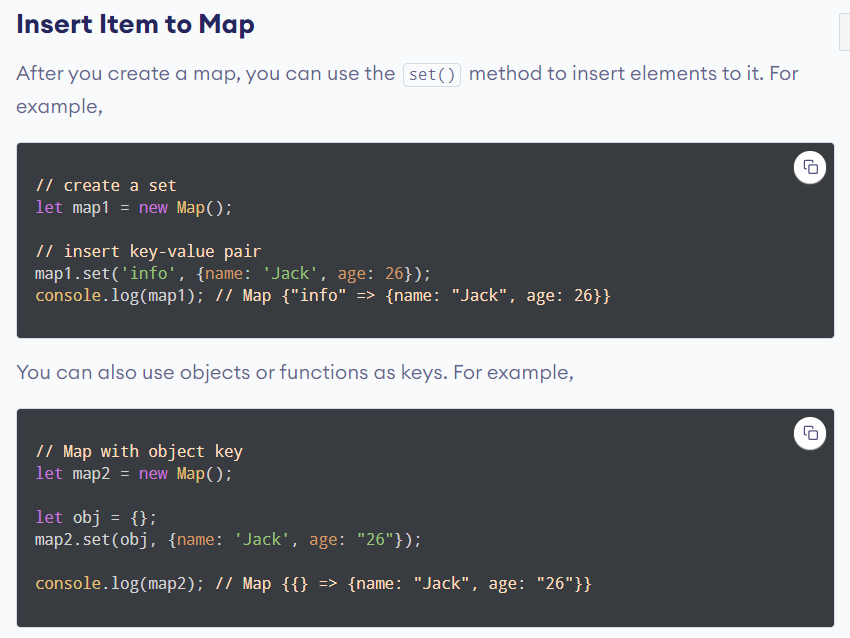 Insert Item to Map
After you create a map, you can use the set() method to insert elements to it. For
example,
// create a set
let map1 = new Map();
// insert key-value pair
map1.set('info', {name: 'Jack', age: 26});
console.log(map1); // Map {"info" => {name: "Jack", age: 26}}
You can also use objects or functions as keys. For example,
// Map with object key
let map2 = new Map();
let obj = {};
map2.set(obj, {name: 'Jack', age: "26"});
console.log(map2); // Map {{} => {name: "Jack", age: "26"}}